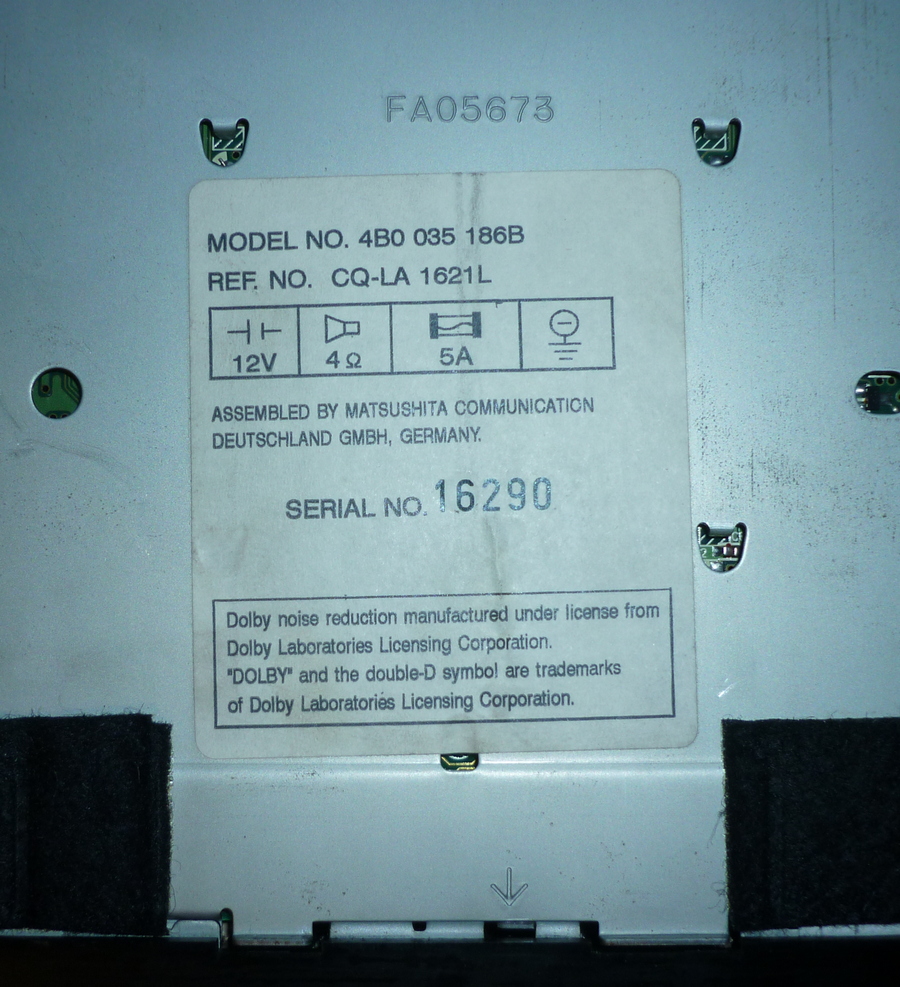 FA05673
MODEL NO. 4B0 035 186B
REF. NO. CQ-LA 1621L
12V 4 Ω 5A
ASSEMBLED BY MATSUSHITA COMMUNICATION
DEUTSCHLAND GMBH, GERMANY.
SERIAL NO. 16290
Dolby noise reduction manufactured under license from
Dolby Laboratories Licensing Corporation.
"DOLBY" and the double-D symbol are trademarks
of Dolby Laboratories Licensing Corporation.